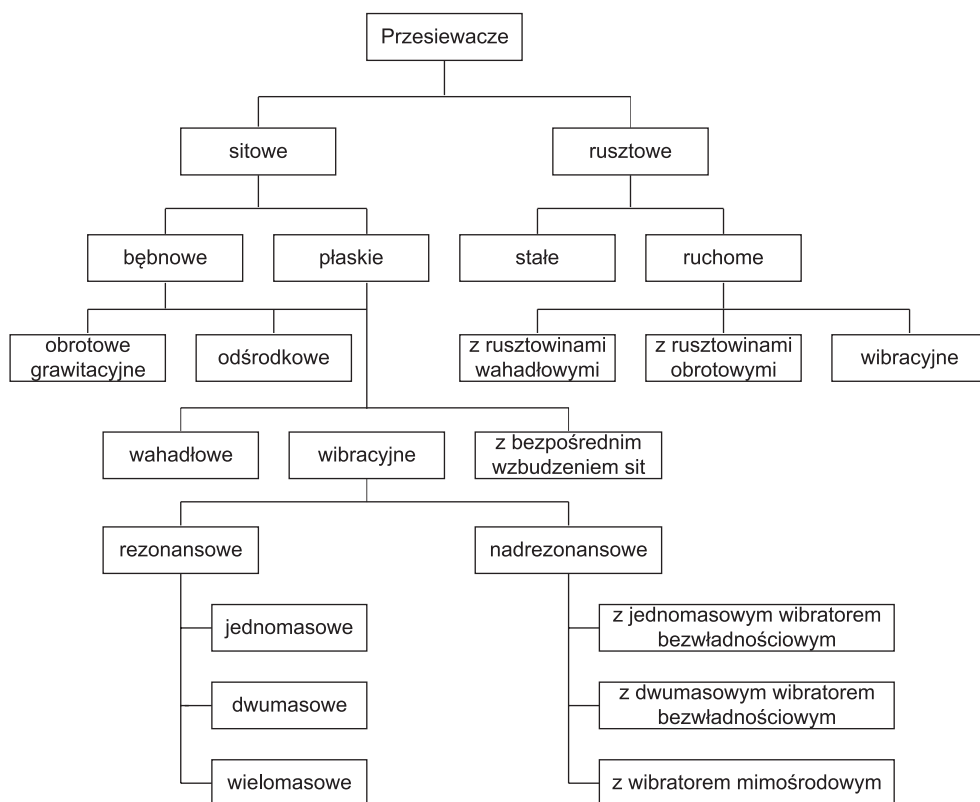 Przesiewacze
sitowe
rusztowe
bębnowe
płaskie
stałe
ruchome
obrotowe
grawitacyjne
odśrodkowe
z rusztowinami
wahadłowymi
z rusztowinami
obrotowymi
wibracyjne
wahadłowe
wibracyjne
z bezpośrednim
wzbudzeniem sit
rezonansowe
nadrezonansowe
jednomasowe
z jednomasowym wibratorem
bezwładnościowym
dwumasowe
z dwumasowym wibratorem
bezwładnościowym
wielomasowe
z wibratorem mimośrodowym